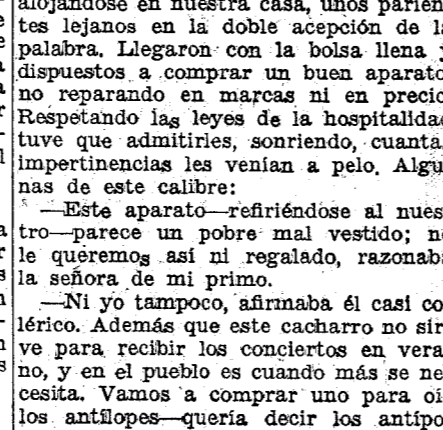 alojándose en nuestra casa, unos parien
tes lejanos en la doble acepción de l
palabra. Llegaron con la bolsa llena y
dispuestos a comprar un buen aparato
no reparando en marcas ni en precio
Respetando las leyes de la hospitalida
tuve que admitirles, sonriendo, cuanta
impertinencias les venían a pelo. Algu
nas de este calibre:
—Este aparato—refiriéndose al nues
tro—parece un pobre mal vestido; n
le queremos así ni regalado, razonab
la señora de mi primo.
—Ni yo tampoco, afirmaba él casi co
lérico. Además que este cacharro no sir
ve para recibir los conciertos en vera
no, y en el pueblo es cuando más se ne
cesita. Vamos a comprar uno para oí
los antílopes—quería decir los antípo